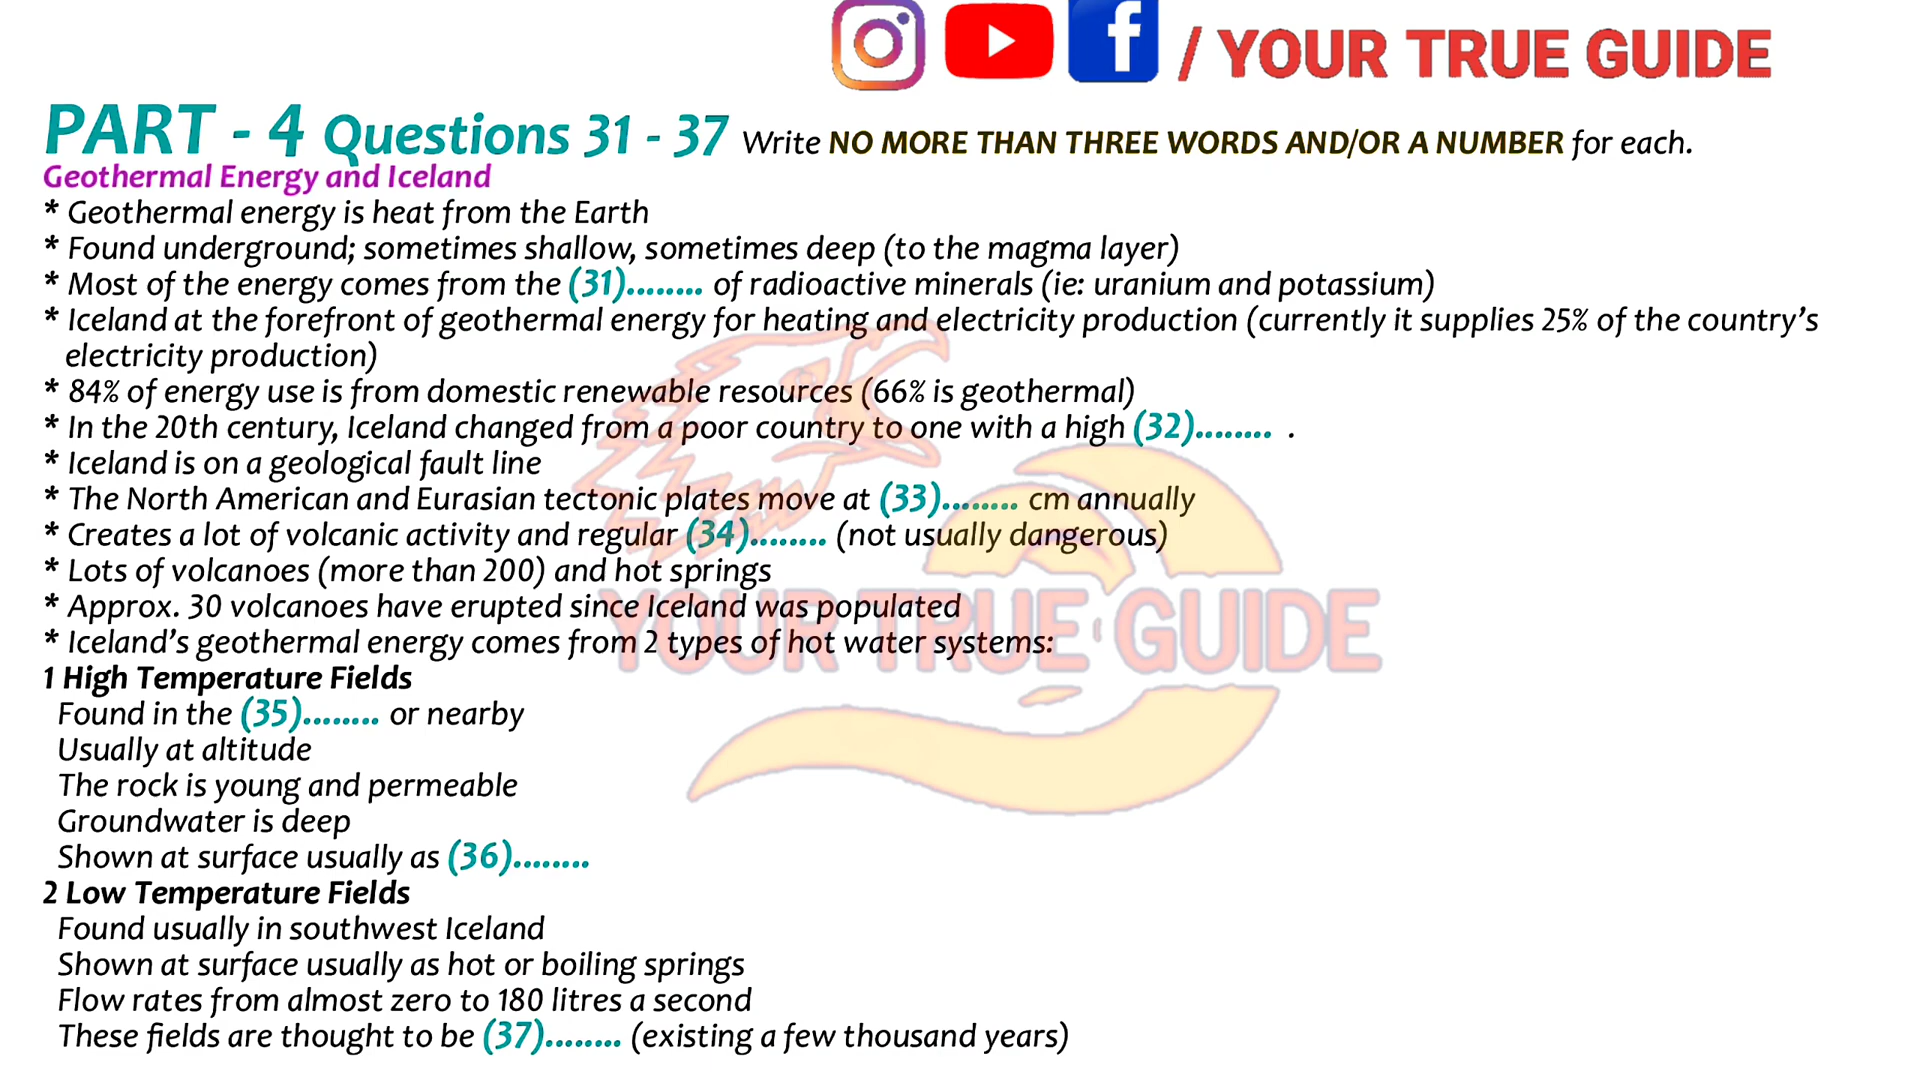 / YOUR TRUE GUIDE
PART - 4 Questions 31 - 37 Write NO MORE THAN THREE WORDS AND/OR A NUMBER for each.
Geothermal Energy and Iceland
* Geothermal energy is heat from the Earth
* Found underground; sometimes shallow, sometimes deep (to the magma layer)
* Most of the energy comes from the (31)........ of radioactive minerals (ie: uranium and potassium)
* Iceland at the forefront of geothermal energy for heating and electricity production (currently it supplies 25% of the country's
electricity production)
* 84% of energy use is from domestic renewable resources (66% is geothermal)
* In the 20th century, Iceland changed from a poor country to one with a high (32)........ .
* Iceland is on a geological fault line
* The North American and Eurasian tectonic plates move at (33)........ cm annually
* Creates a lot of volcanic activity and regular (34)........ (not usually dangerous)
* Lots of volcanoes (more than 200) and hot springs
* Approx. 30 volcanoes have erupted since Iceland was populated
YOUR TRUE GUIDE
* Iceland's geothermal energy comes from 2 types of hot water systems:
1 High Temperature Fields
Found in the (35)........ or nearby
Usually at altitude
The rock is young and permeable
Groundwater is deep
Shown at surface usually as (36)........
2 Low Temperature Fields
Found usually in southwest Iceland
Shown at surface usually as hot or boiling springs
Flow rates from almost zero to 180 litres a second
These fields are thought to be (37)........ (existing a few thousand years)